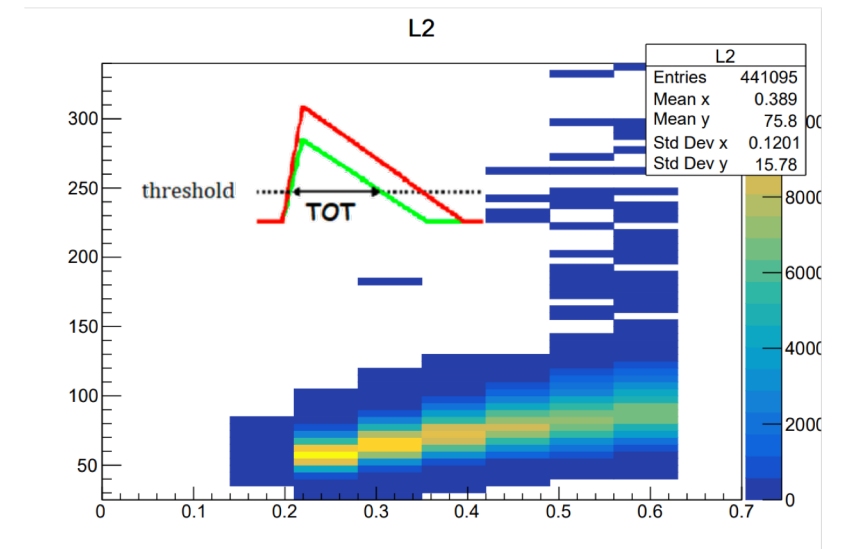 L2
L2
Entries 441095
Mean x 0.389
Mean y 75.8
Std Dev x 0.1201
Std Dev y 15.78
300
250
200
150
100
50
threshold
TOT
8000
6000
4000
2000
0
0 0.1 0.2 0.3 0.4 0.5 0.6 0.7